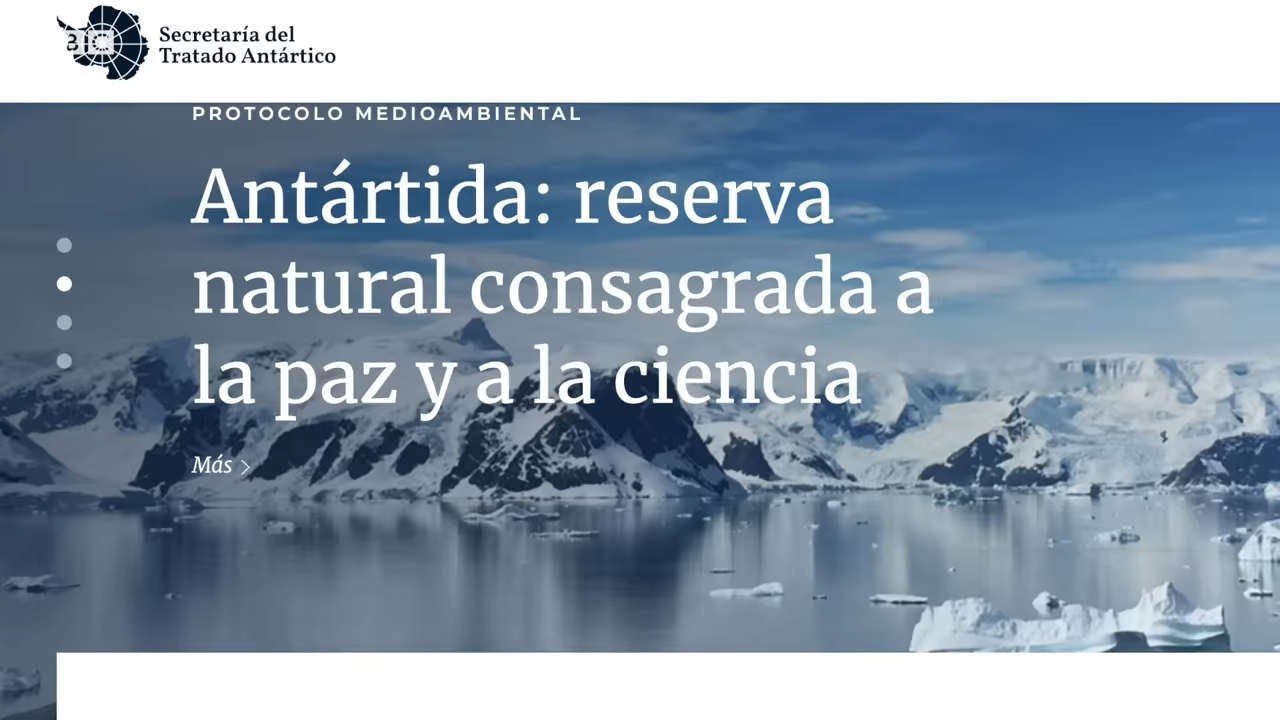 Secretaría del
Tratado Antártico
PROTOCOLO MEDIOAMBIENTAL
Antártida: reserva
natural consagrada a
la paz y a la ciencia
Más